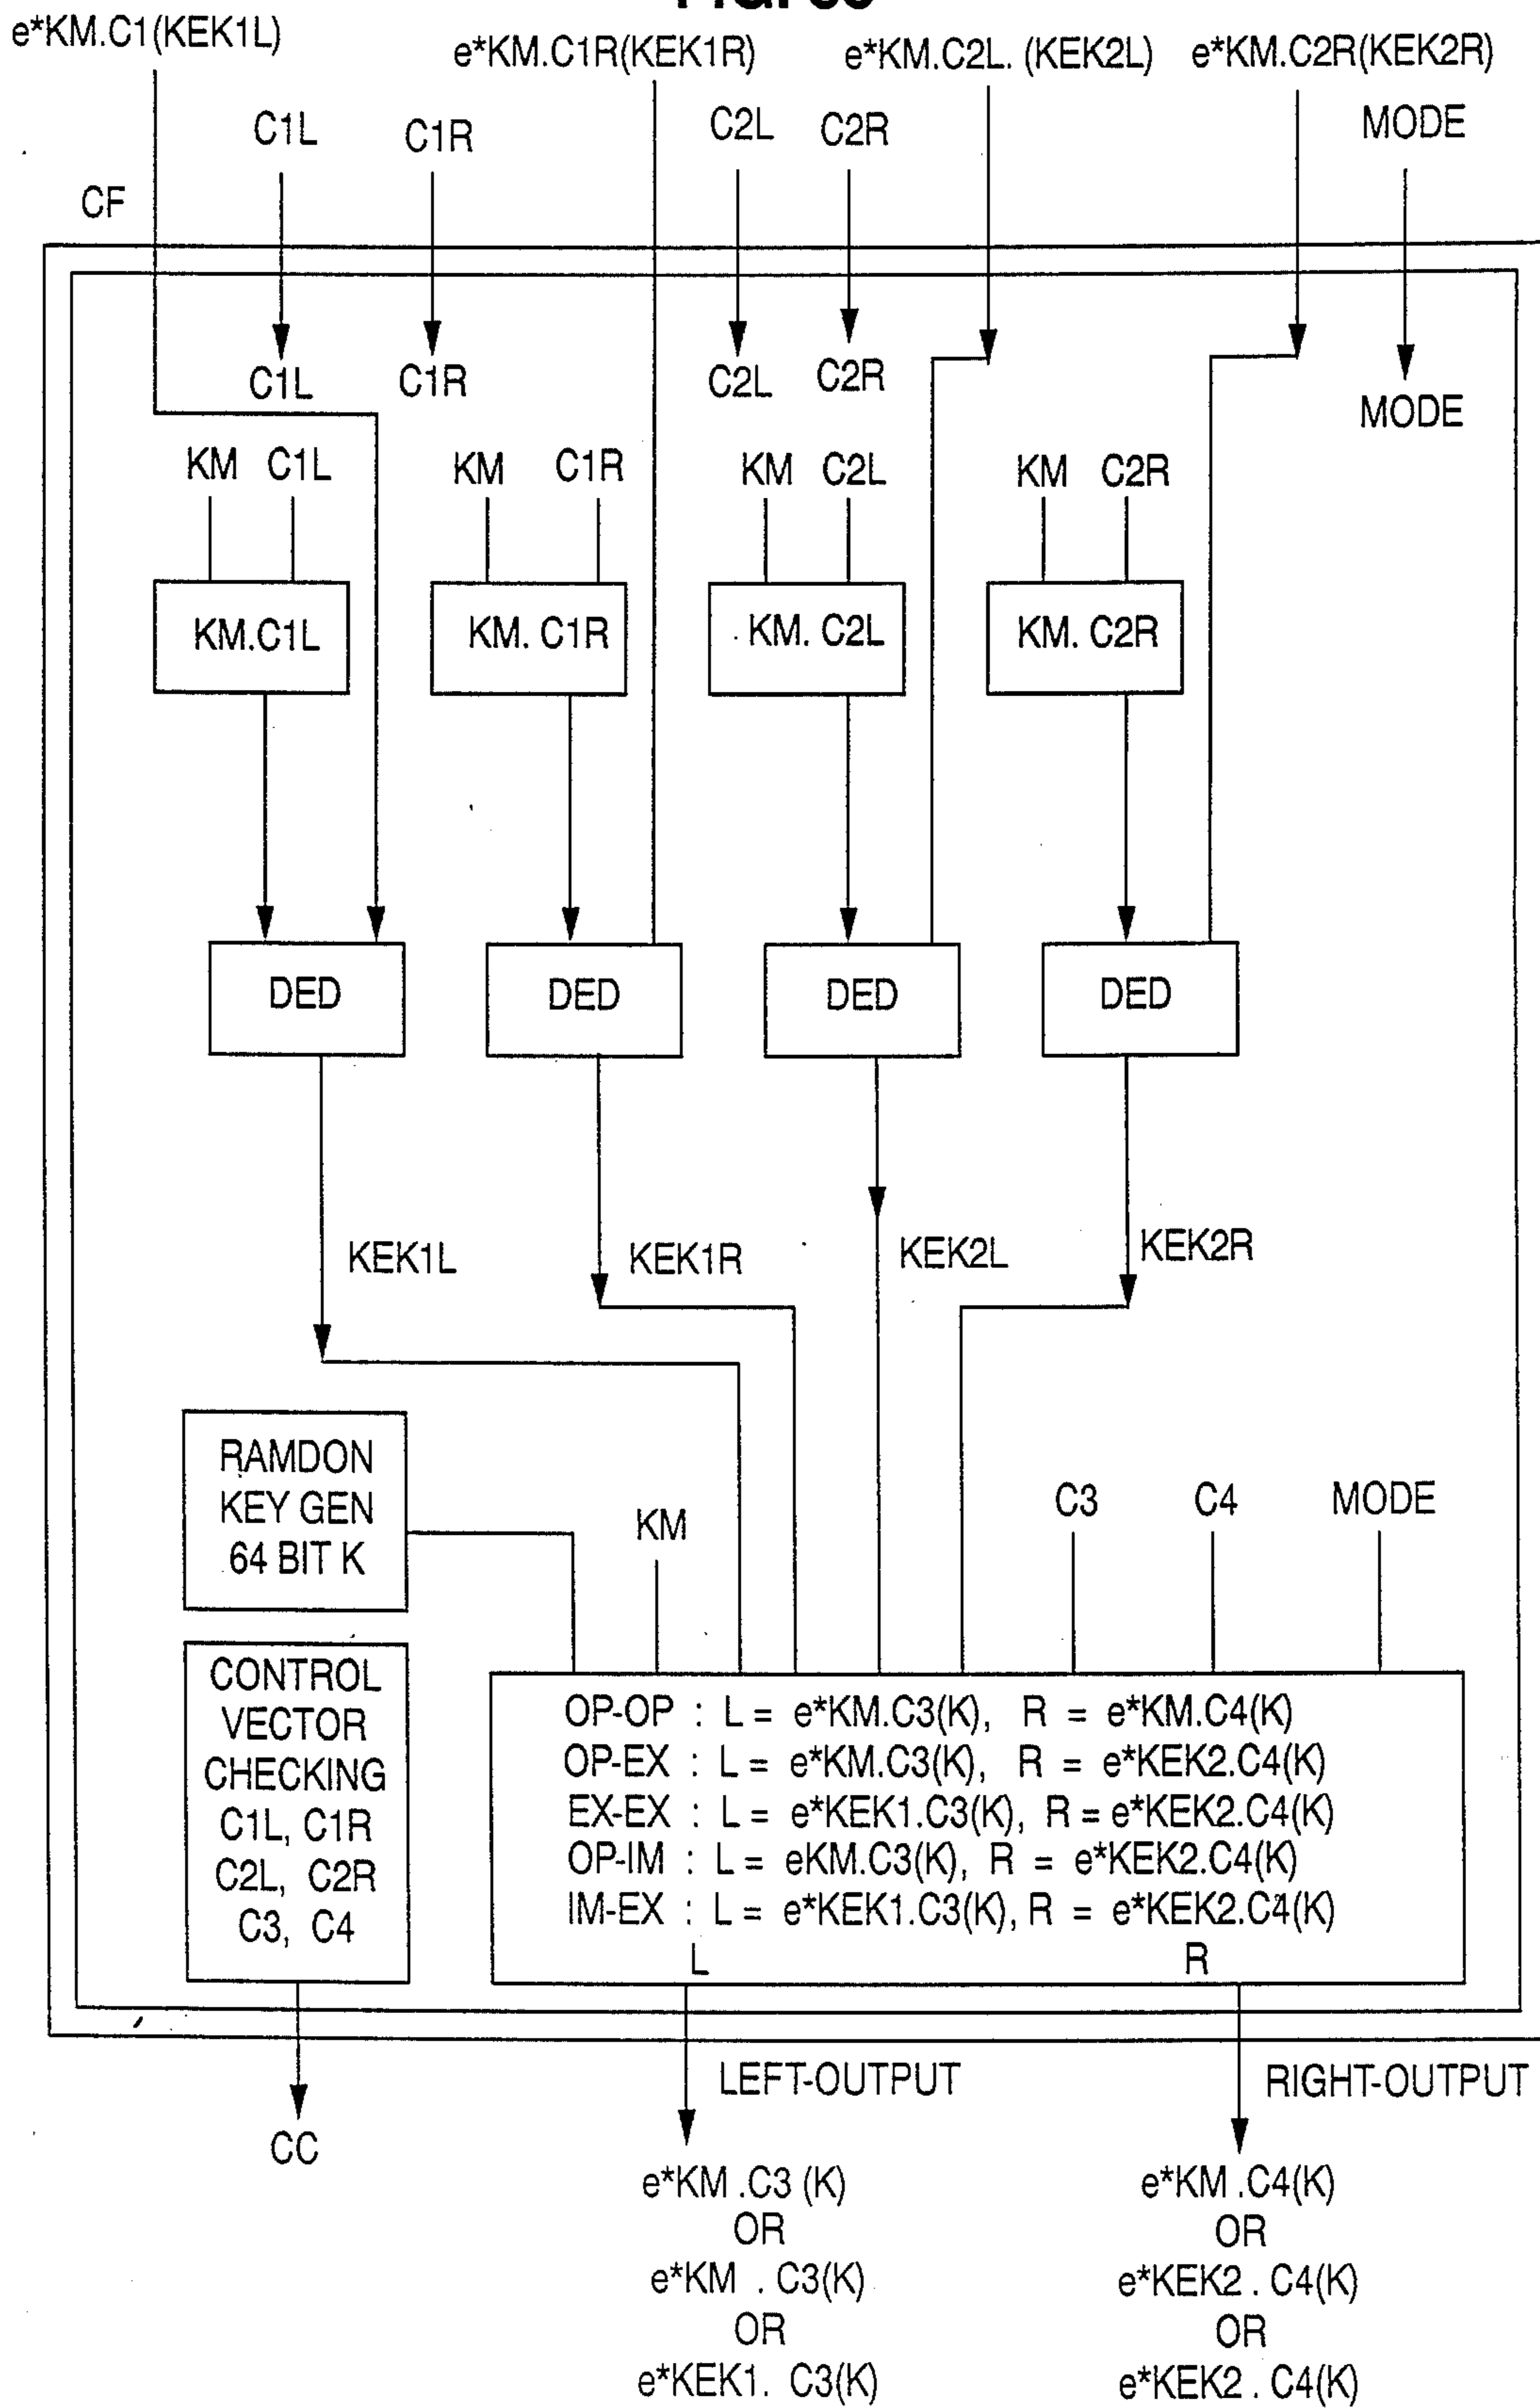 e*KM.C1(KEK1L)
e*KM.C1R(KEK1R) e*KM.C2L. (KEK2L) e*KM.C2R(KEK2R)
C1L C1R C2L C2R MODE
CF
C1L C1R C2L C2R MODE
KM C1L KM C1R KM C2L KM C2R
KM.C1L KM. C1R KM. C2L KM. C2R
DED DED DED DED
KEK1L KEK1R KEK2L KEK2R
RAMDON
KEY GEN
64 BIT K
KM C3 C4 MODE
CONTROL
VECTOR
CHECKING
C1L, C1R
C2L, C2R
C3, C4
OP-OP : L = e*KM.C3(K), R = e*KM.C4(K)
OP-EX : L = e*KM.C3(K), R = e*KEK2.C4(K)
EX-EX : L = e*KEK1.C3(K), R = e*KEK2.C4(K)
OP-IM : L = eKM.C3(K), R = e*KEK2.C4(K)
IM-EX : L = e*KEK1.C3(K), R = e*KEK2.C4(K)
L R
LEFT-OUTPUT RIGHT-OUTPUT
CC
e*KM .C3 (K) e*KM .C4(K)
OR OR
e*KM . C3(K) e*KEK2 . C4(K)
OR OR
e*KEK1. C3(K) e*KEK2 . C4(K)